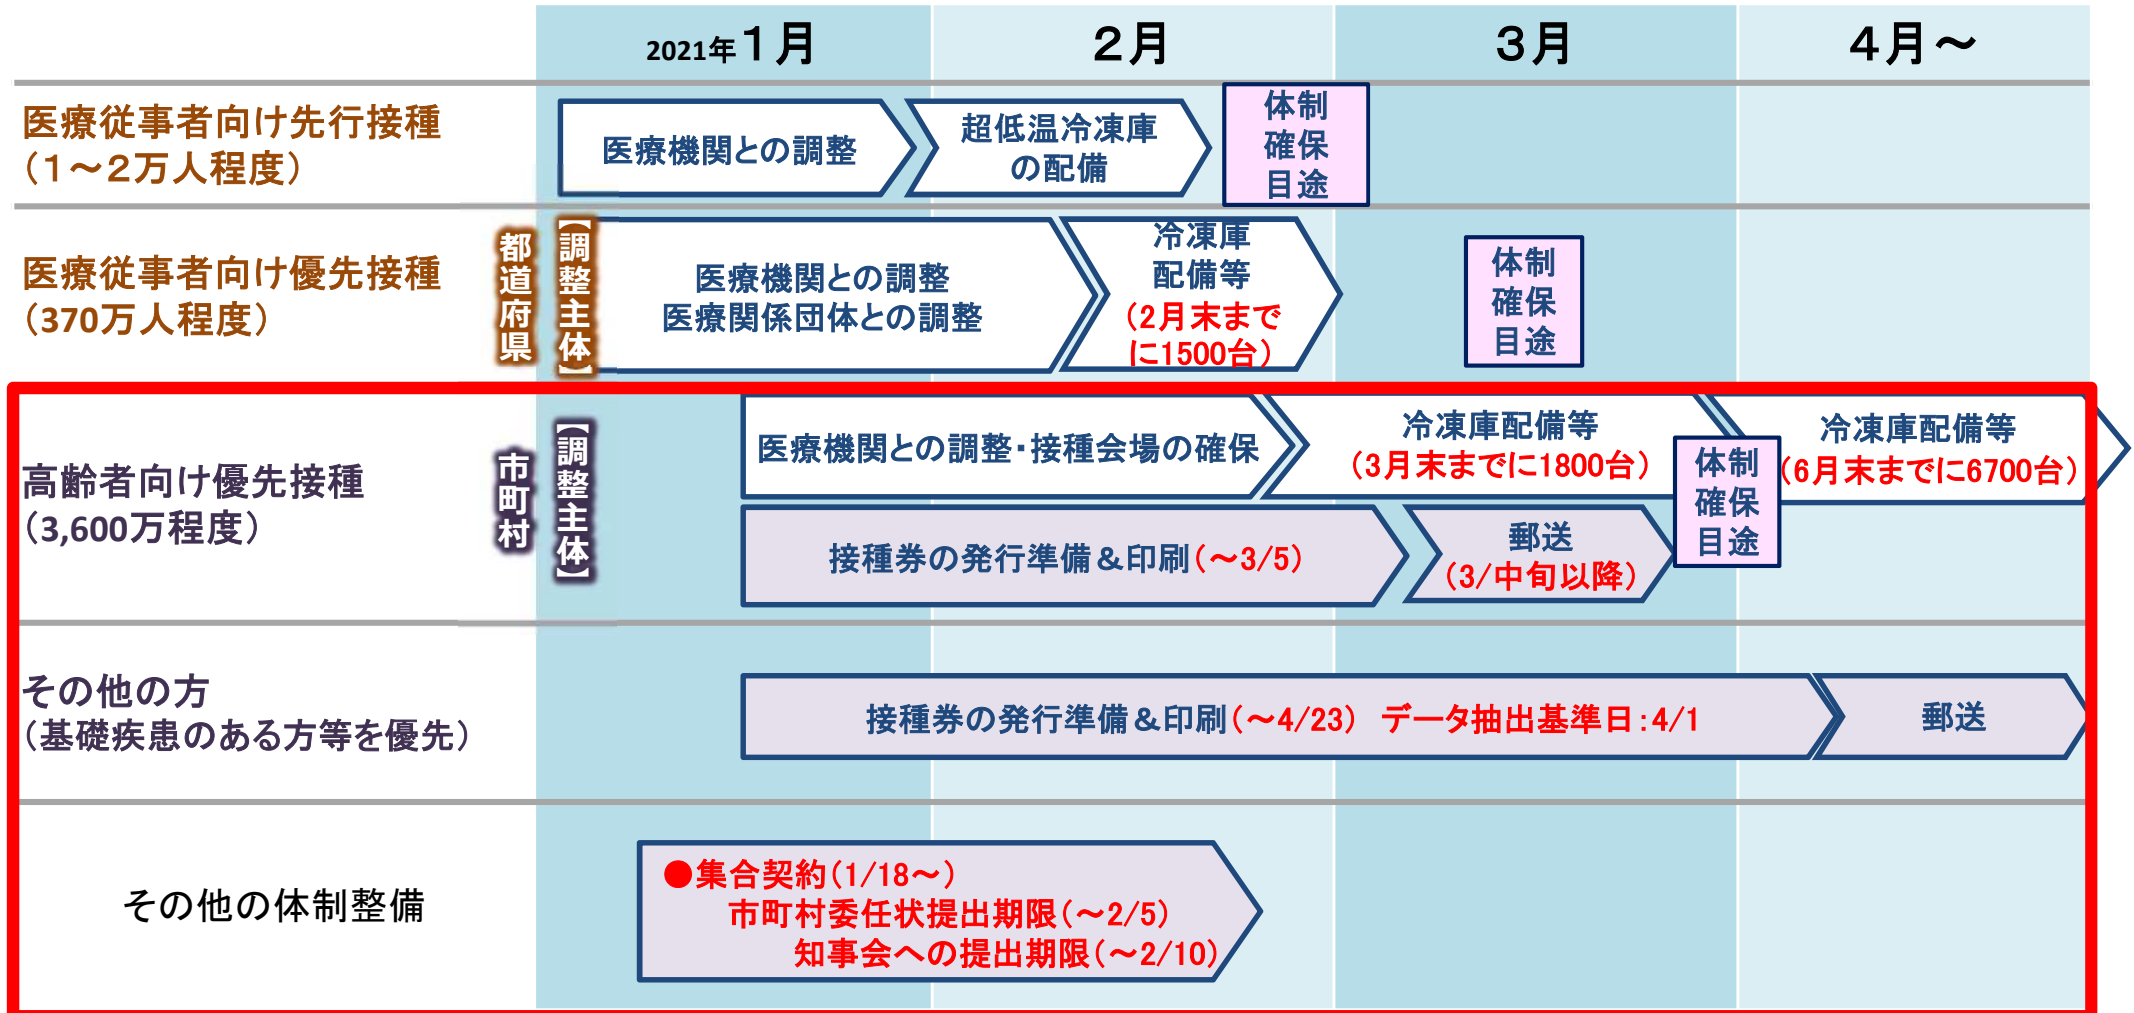 2021年1月
2月
3月
4月～
医療従事者向け先行接種
（1～2万人程度）
医療機関との調整
超低温冷凍庫
の配備
体制
確保
目途
医療従事者向け優先接種
（370万人程度）
都道府県
【調整主体】
医療機関との調整
医療関係団体との調整
冷凍庫
配備等
（2月末まで
に1500台）
体制
確保
目途
高齢者向け優先接種
（3,600万程度）
市町村
【調整主体】
医療機関との調整・接種会場の確保
冷凍庫配備等
（3月末までに1800台）
冷凍庫配備等
（6月末までに6700台）
体制
確保
目途
接種券の発行準備＆印刷（～3/5）
郵送
（3/中旬以降）
その他の方
（基礎疾患のある方等を優先）
接種券の発行準備＆印刷（～4/23） データ抽出基準日：4/1
郵送
その他の体制整備
●集合契約（1/18～）
市町村委任状提出期限（～2/5）
知事会への提出期限（～2/10）